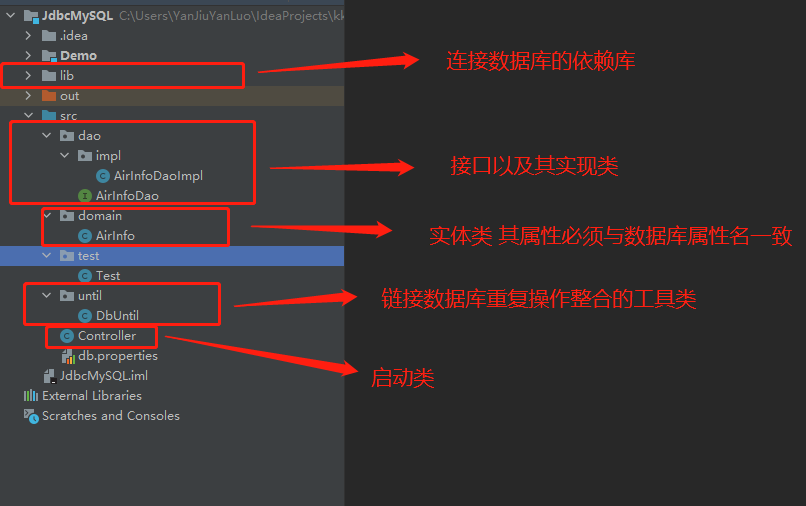 JdbcMySQL C:\Users\YanJiuYanLuo\IdeaProjects\kk
.idea
Demo
lib
连接数据库的依赖库
out
src
dao
impl
接口以及其实现类
AirInfoDaoImpl
AirInfoDao
domain
AirInfo
实体类 其属性必须与数据库属性名一致
test
Test
until
链接数据库重复操作整合的工具类
DbUntil
Controller
db.properties
启动类
JdbcMySQL.iml
External Libraries
Scratches and Consoles